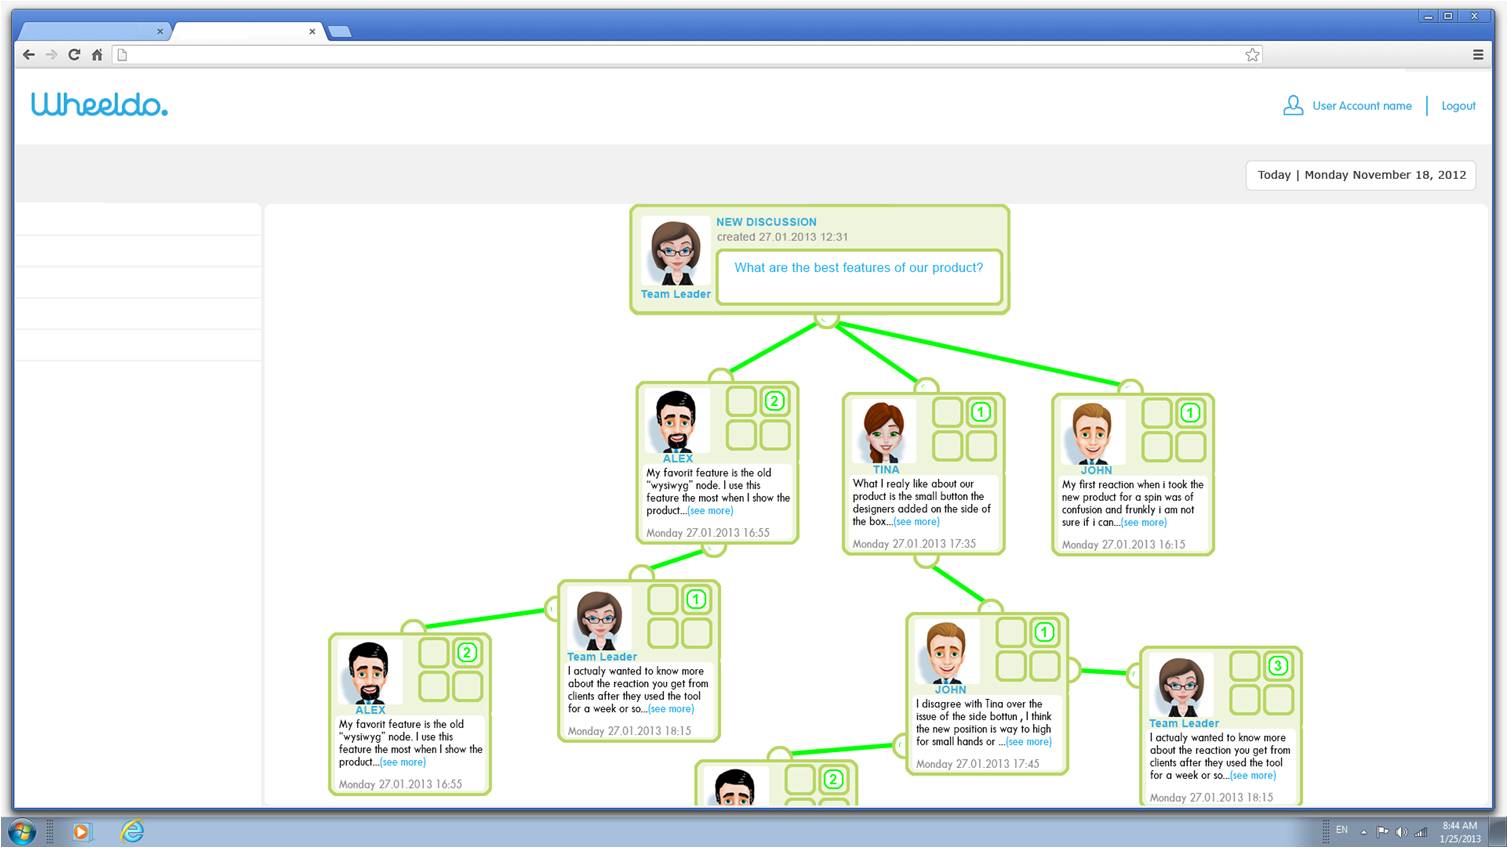 Wheeldo.
User Account name | Logout
Today | Monday November 18, 2012
NEW DISCUSSION
created 27.01.2013 12:31
What are the best features of our product?
Team Leader
2
ALEX
My favorit feature is the old
“wysiwyg” node. I use this
feature the most when I show the
product...(see more)
Monday 27.01.2013 16:55
1
TINA
What I realy like about our
product is the small button the
designers added on the side of
the box...(see more)
Monday 27.01.2013 17:35
1
JOHN
My first reaction when i took the
new product for a spin was of
confusion and frunkly i am not
sure if i can...(see more)
Monday 27.01.2013 16:15
1
Team Leader
I actualy wanted to know more
about the reaction you get from
clients after they used the tool
for a week or so...(see more)
Monday 27.01.2013 18:15
2
ALEX
My favorit feature is the old
“wysiwyg” node. I use this
feature the most when I show the
product...(see more)
Monday 27.01.2013 16:55
1
JOHN
I disagree with Tina over the
issue of the side bottun , I think
the new position is way to high
for small hands or ...(see more)
Monday 27.01.2013 17:45
3
Team Leader
I actualy wanted to know more
about the reaction you get from
clients after they used the tool
for a week or so...(see more)
Monday 27.01.2013 18:15
2
EN
8:44 AM
1/25/2013